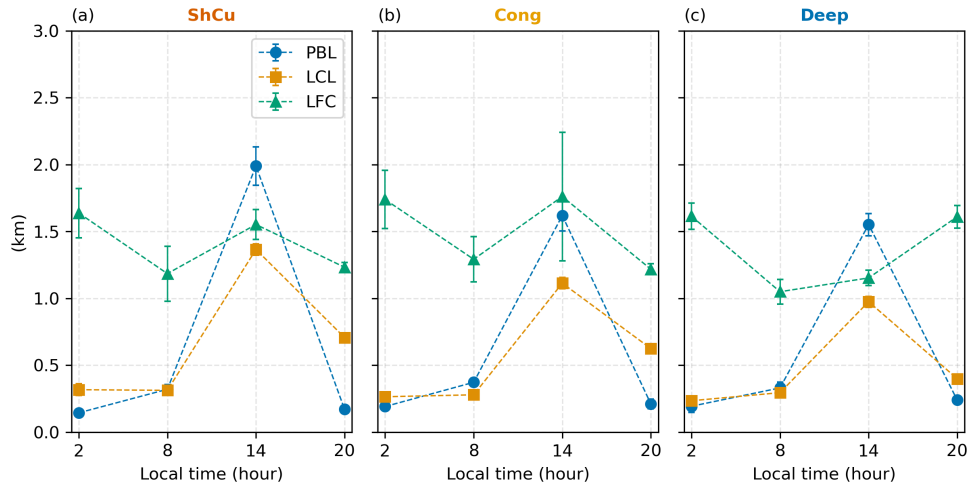 (a) ShCu
(b) Cong
(c) Deep
3.0
2.5
2.0
1.5
1.0
0.5
0.0
(km)
PBL
LCL
LFC
2 8 14 20
2 8 14 20
2 8 14 20
Local time (hour)
Local time (hour)
Local time (hour)